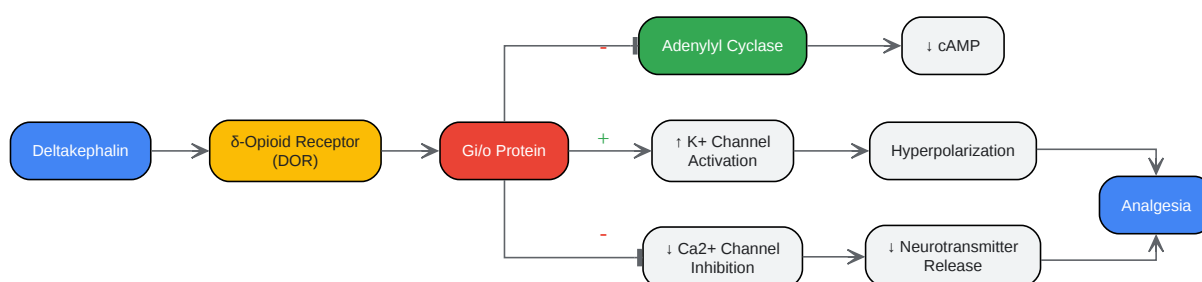 -
Adenylyl Cyclase
↓ cAMP
Deltakephalin
δ-Opioid Receptor
(DOR)
Gi/o Protein
+
↑ K+ Channel
Activation
Hyperpolarization
Analgesia
-
↓ Ca2+ Channel
Inhibition
↓ Neurotransmitter
Release